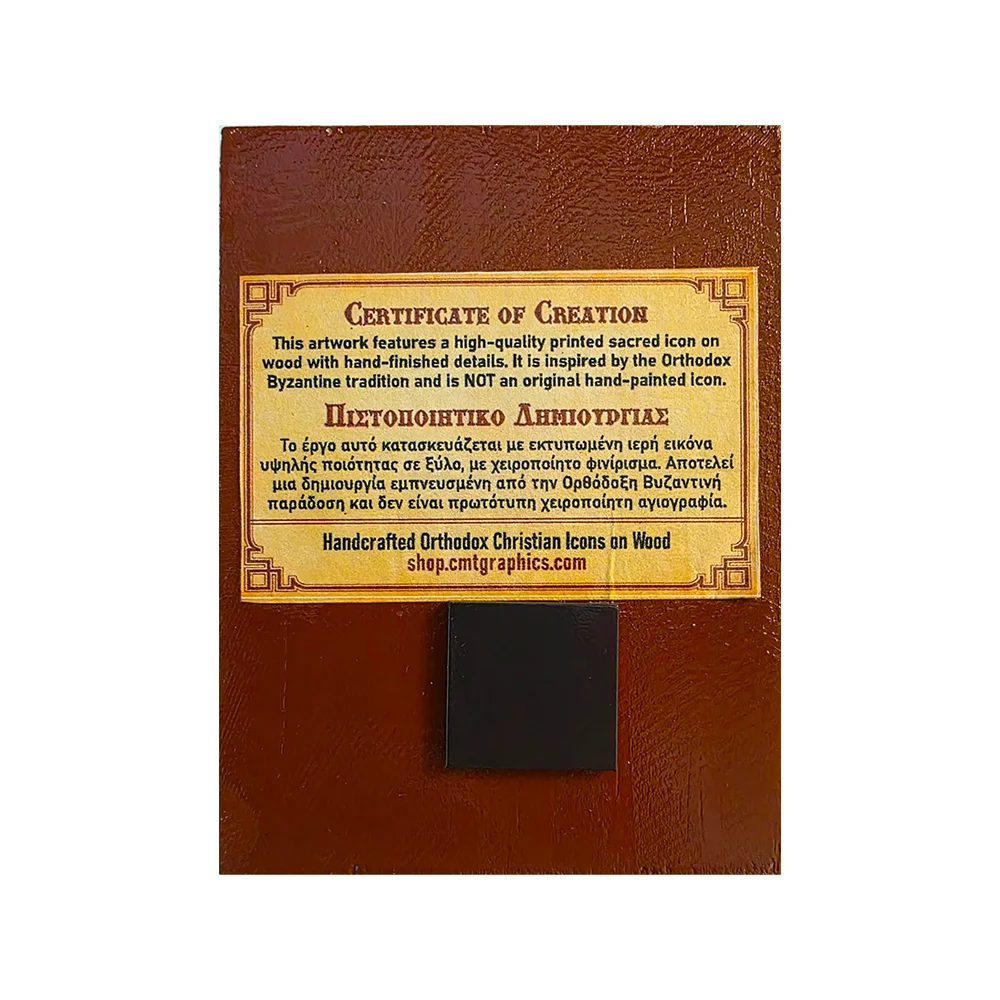 CERTIFICATE OF CREATION
This artwork features a high-quality printed sacred icon on
wood with hand-finished details. It is inspired by the Orthodox
Byzantine tradition and is NOT an original hand-painted icon.
ΠΙΣΤΟΠΟΙΗΤΙΚΟ ΔΗΜΙΟΥΡΓΙΑΣ
Το έργο αυτό κατασκευάζεται με εκτυπωμένη ιερή εικόνα
υψηλής ποιότητας σε ξύλο, με χειροποίητο φινίρισμα. Αποτελεί
μια δημιουργία εμπνευσμένη από την Ορθόδοξη Βυζαντινή
παράδοση και δεν είναι πρωτότυπη χειροποίητη αγιογραφία.
Handcrafted Orthodox Christian Icons on Wood
shop.cmtgraphics.com